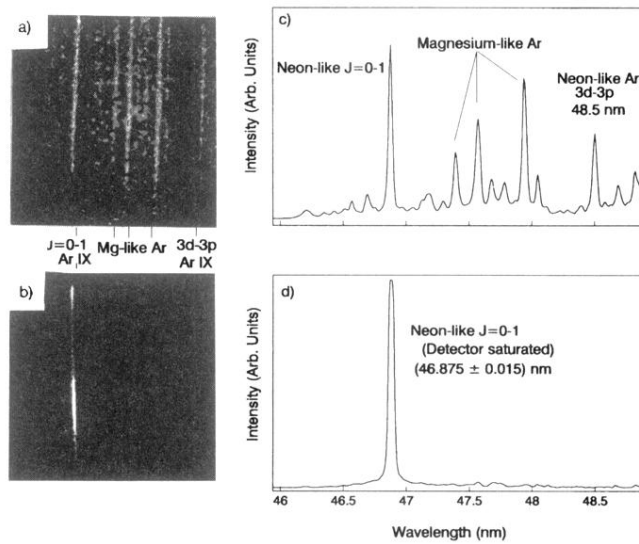 a)
J=0-1 Mg-like Ar 3d-3p
Ar IX Ar IX
b)
c)
Intensity (Arb. Units)
Neon-like J=0-1
Magnesium-like Ar
Neon-like Ar
3d-3p
48.5 nm
d)
Intensity (Arb. Units)
Neon-like J=0-1
(Detector saturated)
(46.875 ± 0.015) nm
46 46.5 47 47.5 48 48.5
Wavelength (nm)